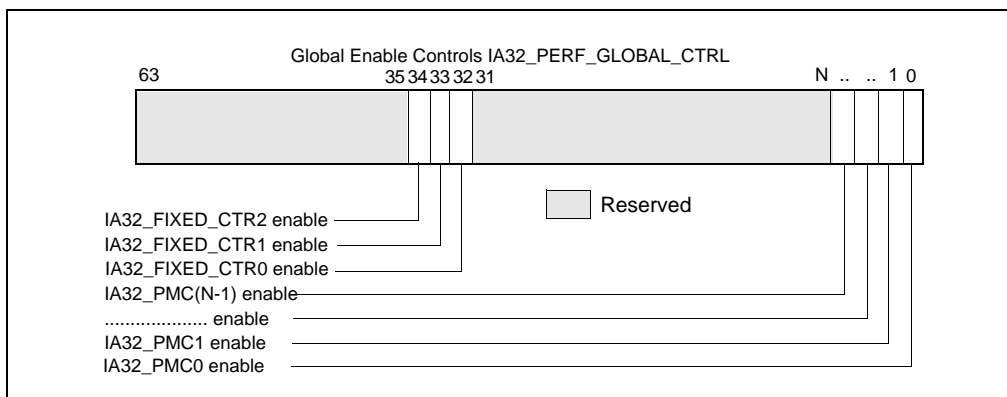 Global Enable Controls IA32_PERF_GLOBAL_CTRL
63 35 34 33 32 31 N .. .. 1 0
Reserved
IA32_FIXED_CTR2 enable
IA32_FIXED_CTR1 enable
IA32_FIXED_CTR0 enable
IA32_PMC(N-1) enable
.................... enable
IA32_PMC1 enable
IA32_PMC0 enable